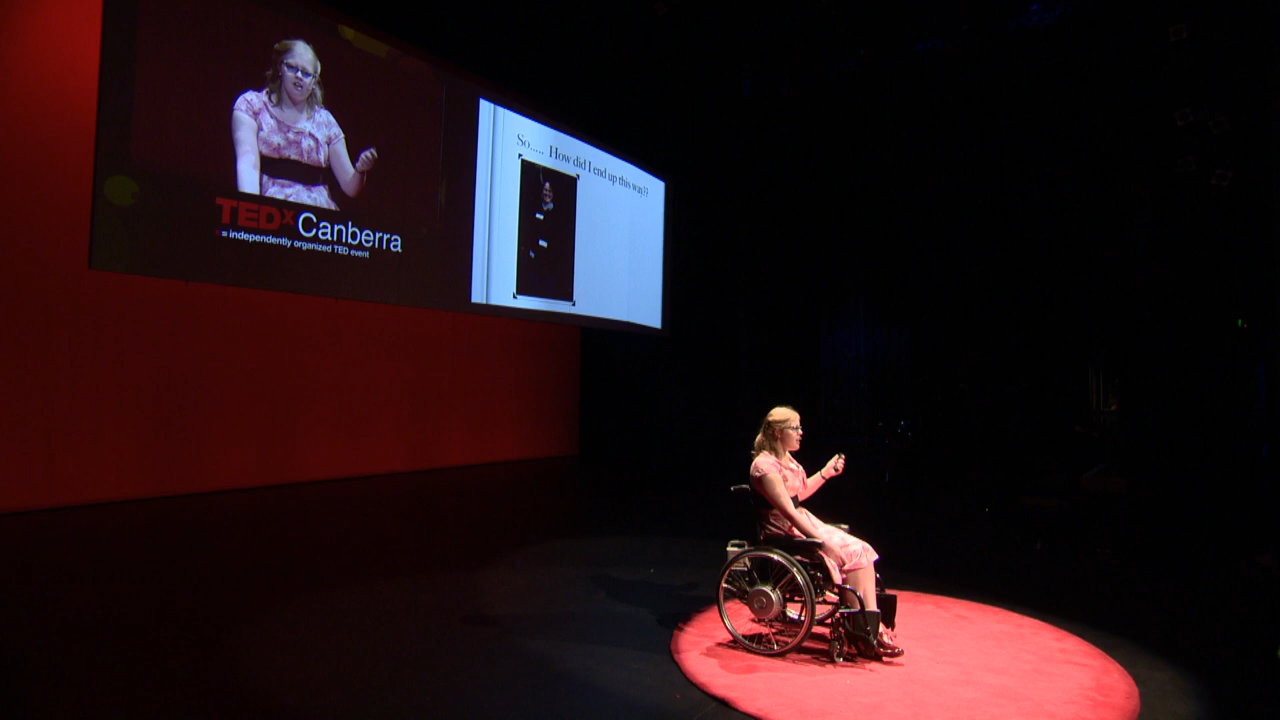 TEDx Canberra
x = independently organized TED event
So..... How did I end up this way??